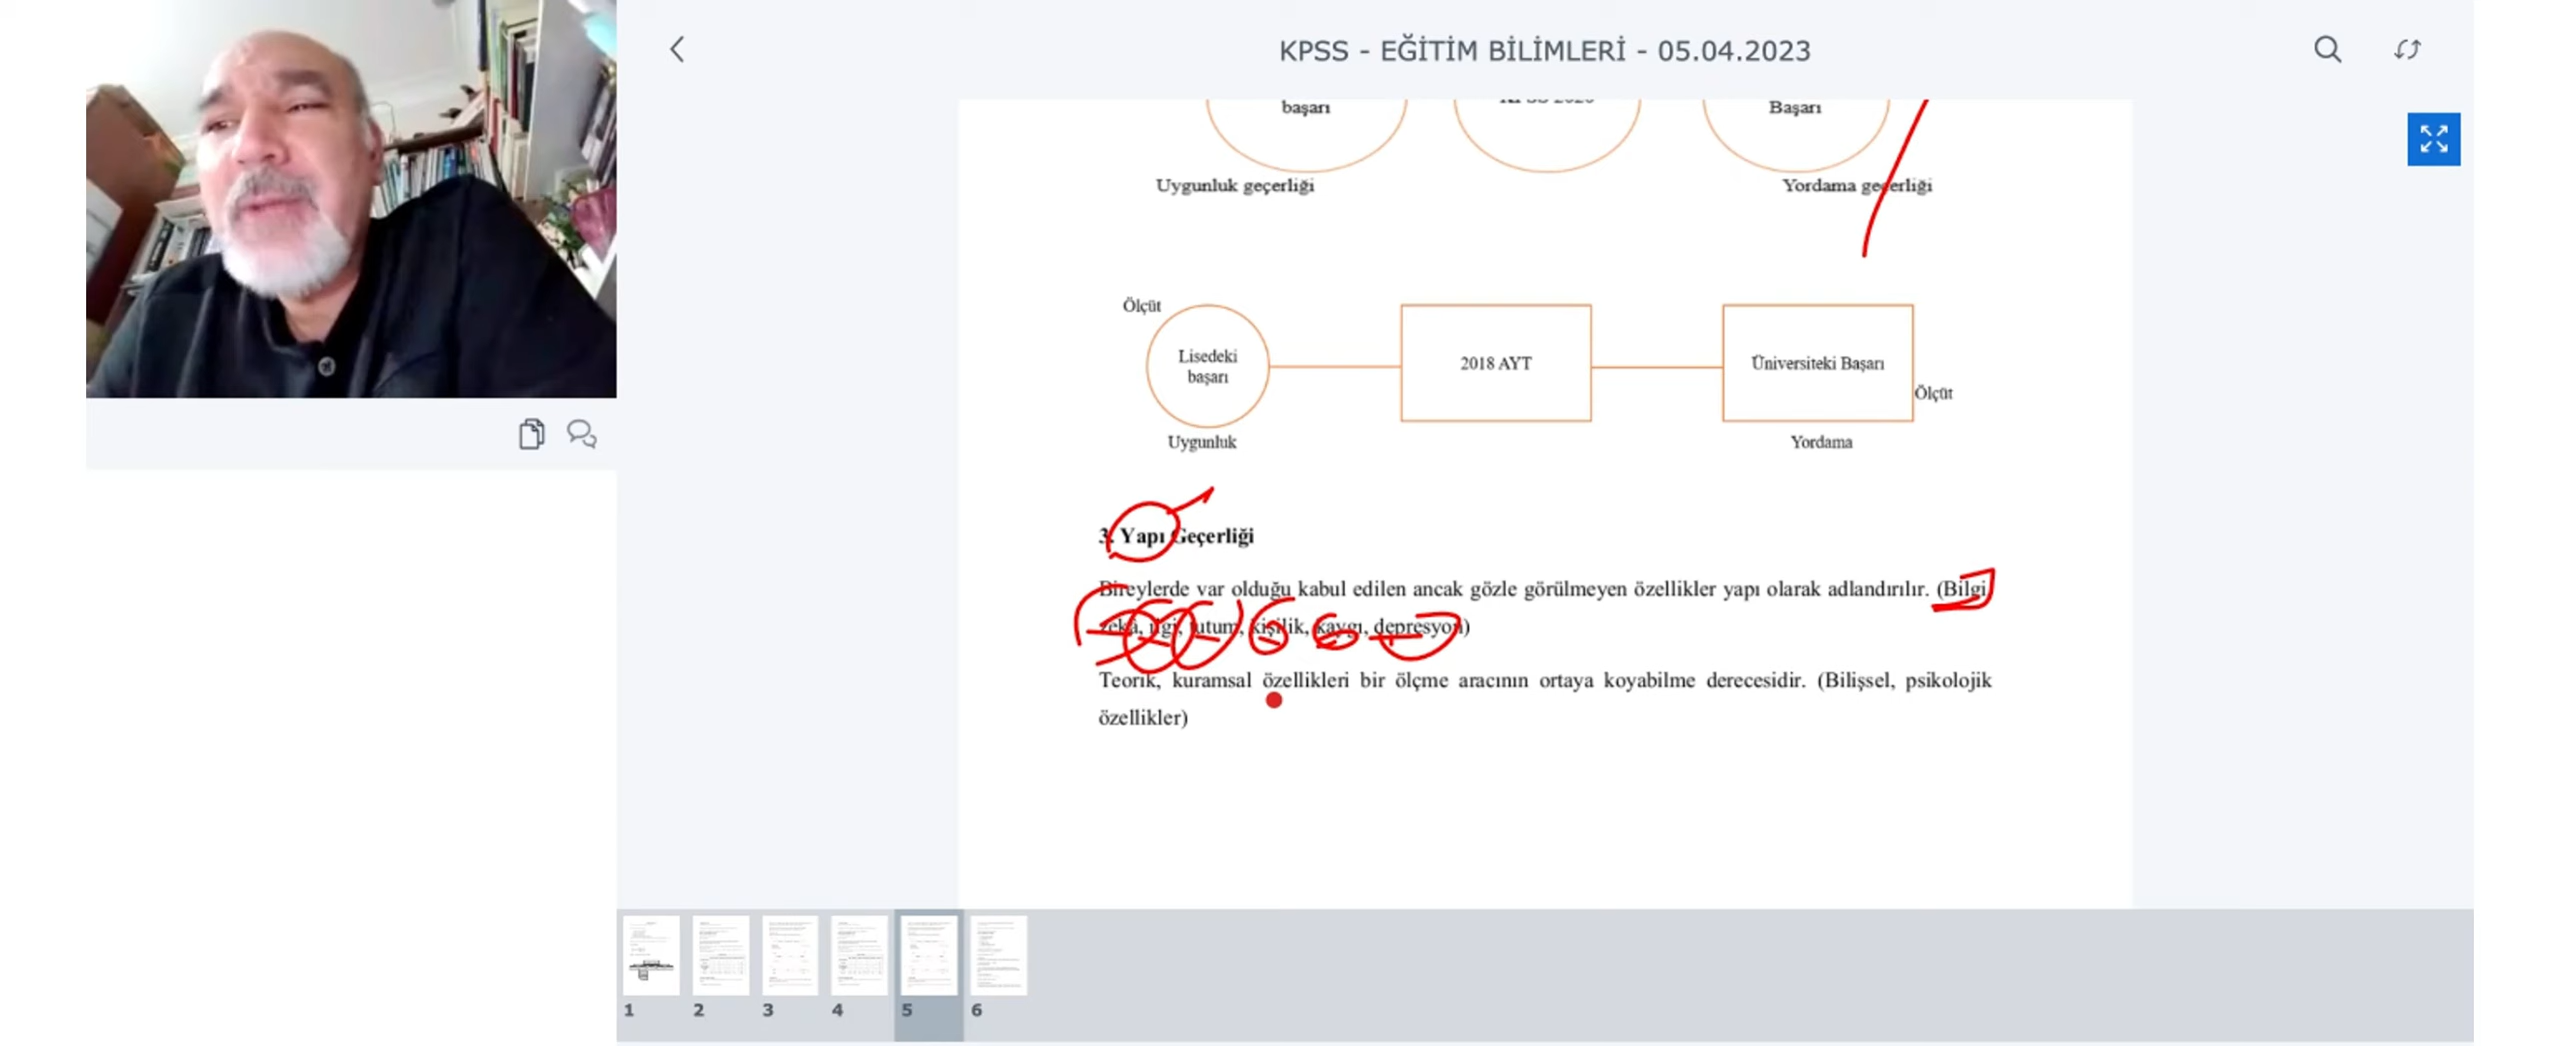 KPSS - EĞİTİM BİLİMLERİ - 05.04.2023
başarı
Başarı
Uygunluk geçerliği
Yordama geçerliği
Ölçüt
Lisedeki
başarı
2018 AYT
Üniversiteki Başarı
Ölçüt
Uygunluk
Yordama
3. Yapı Geçerliği
Bireylerde var olduğu kabul edilen ancak gözle görülmeyen özellikler yapı olarak adlandırılır. (Bilgi,
zekâ, ilgi, tutum, kişilik, kaygı, depresyon)
Teorik, kuramsal özellikleri bir ölçme aracının ortaya koyabilme derecesidir. (Bilişsel, psikolojik
özellikler)
1 2 3 4 5 6